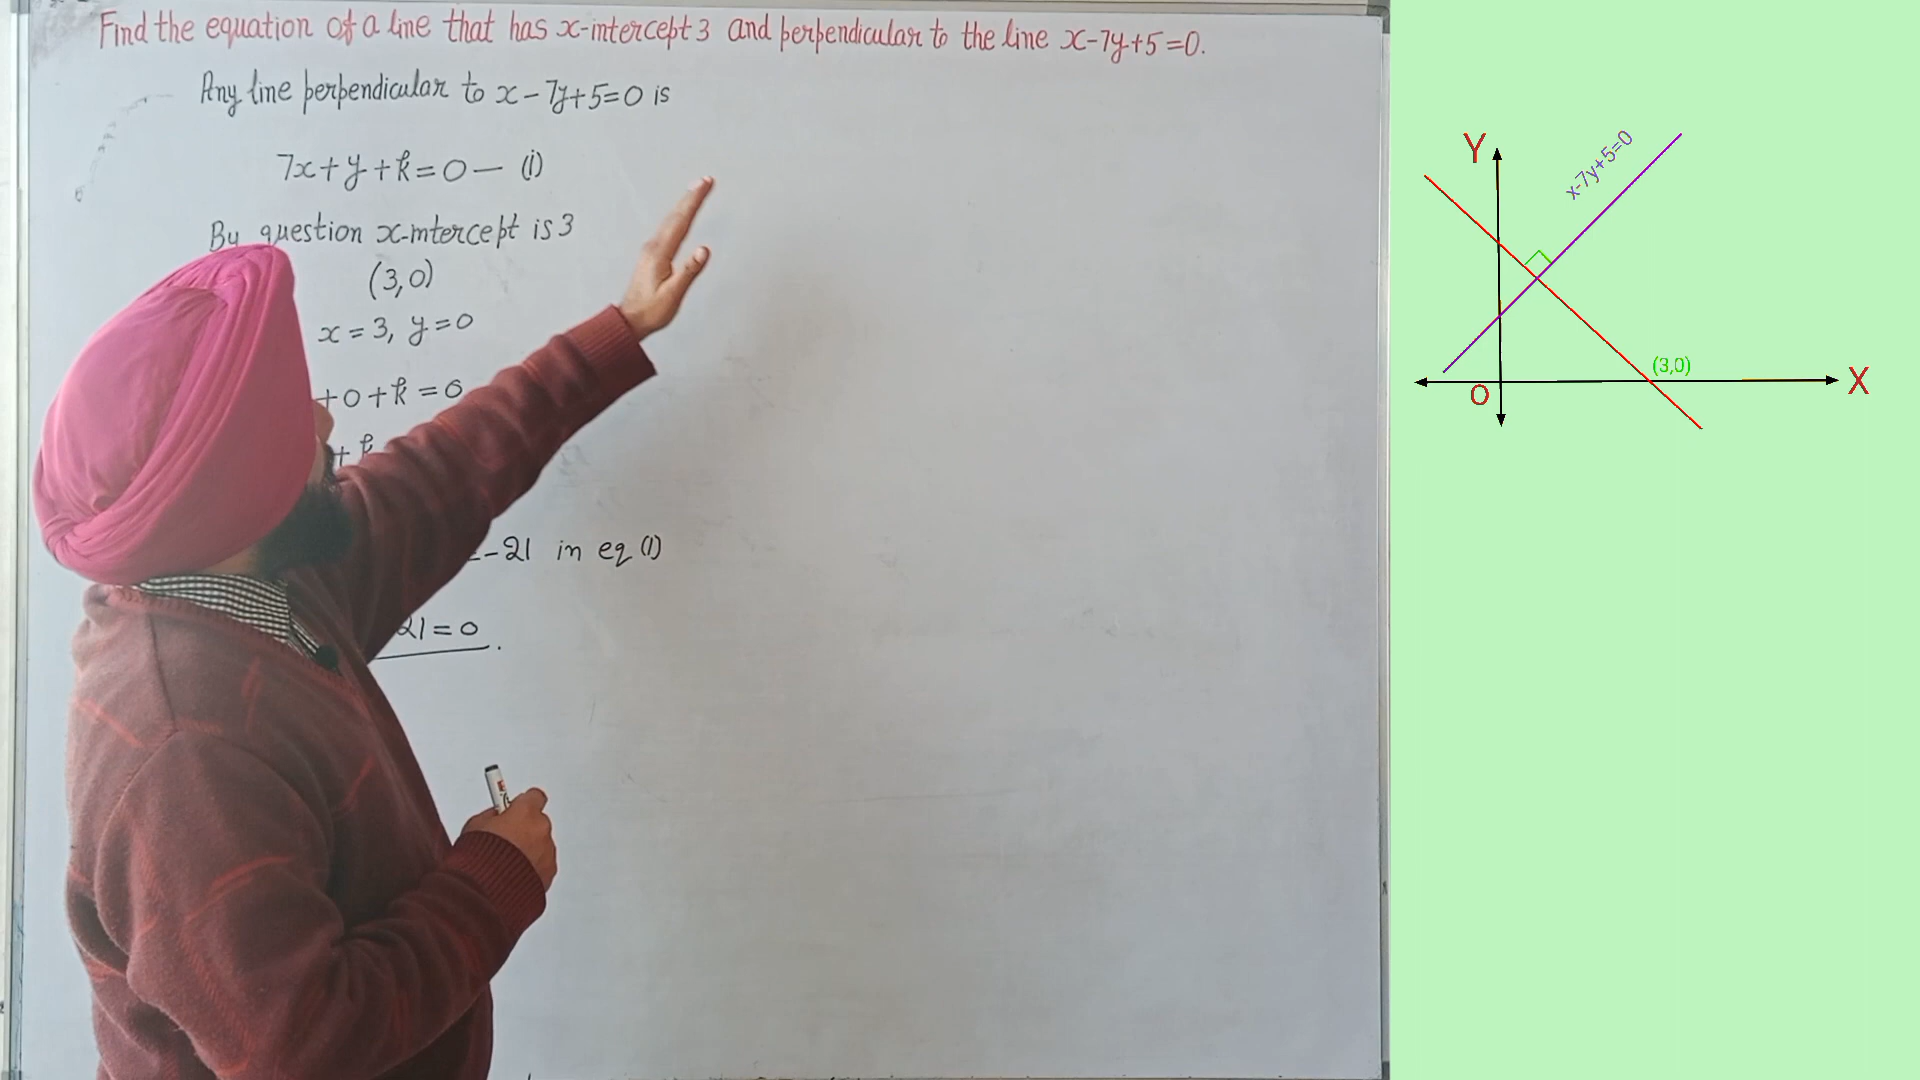 Find the equation of a line that has x-intercept 3 and perpendicular to the line x-7y+5=0.
Any line perpendicular to x-7y+5=0 is
7x+y+k=0 — (i)
By question x-intercept is 3
(3,0)
x=3, y=0
+0+k=0
+k
=-21 in eq (1)
21=0.
Y
x-7y+5=0
(3,0)
O
X